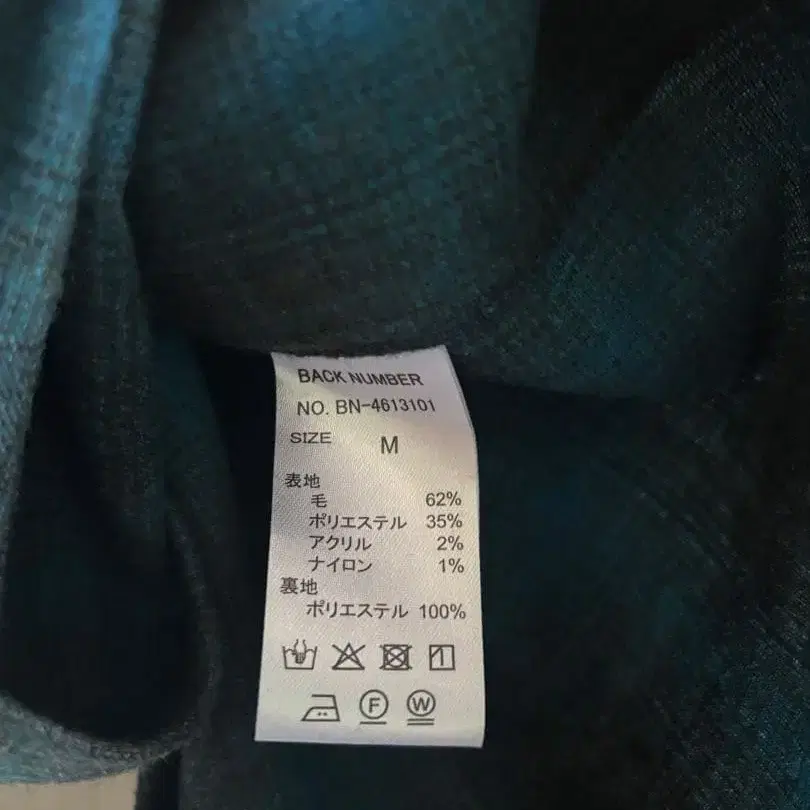 BACK NUMBER
NO. BN-4613101
SIZE M
表地
毛 62%
ポリエステル 35%
アクリル 2%
ナイロン 1%
裏地
ポリエステル 100%
F W